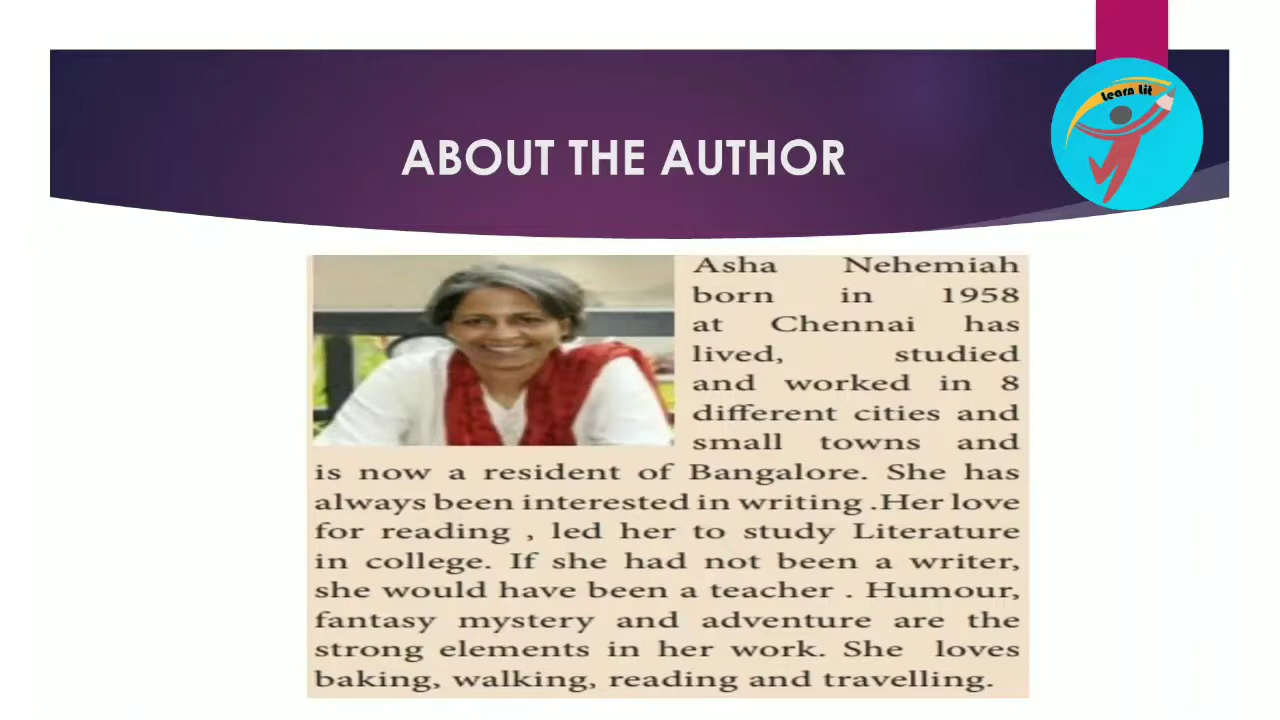 Learn Lit
ABOUT THE AUTHOR
Asha Nehemiah
born in 1958
at Chennai has
lived, studied
and worked in 8
different cities and
small towns and
is now a resident of Bangalore. She has
always been interested in writing .Her love
for reading , led her to study Literature
in college. If she had not been a writer,
she would have been a teacher . Humour,
fantasy mystery and adventure are the
strong elements in her work. She loves
baking, walking, reading and travelling.